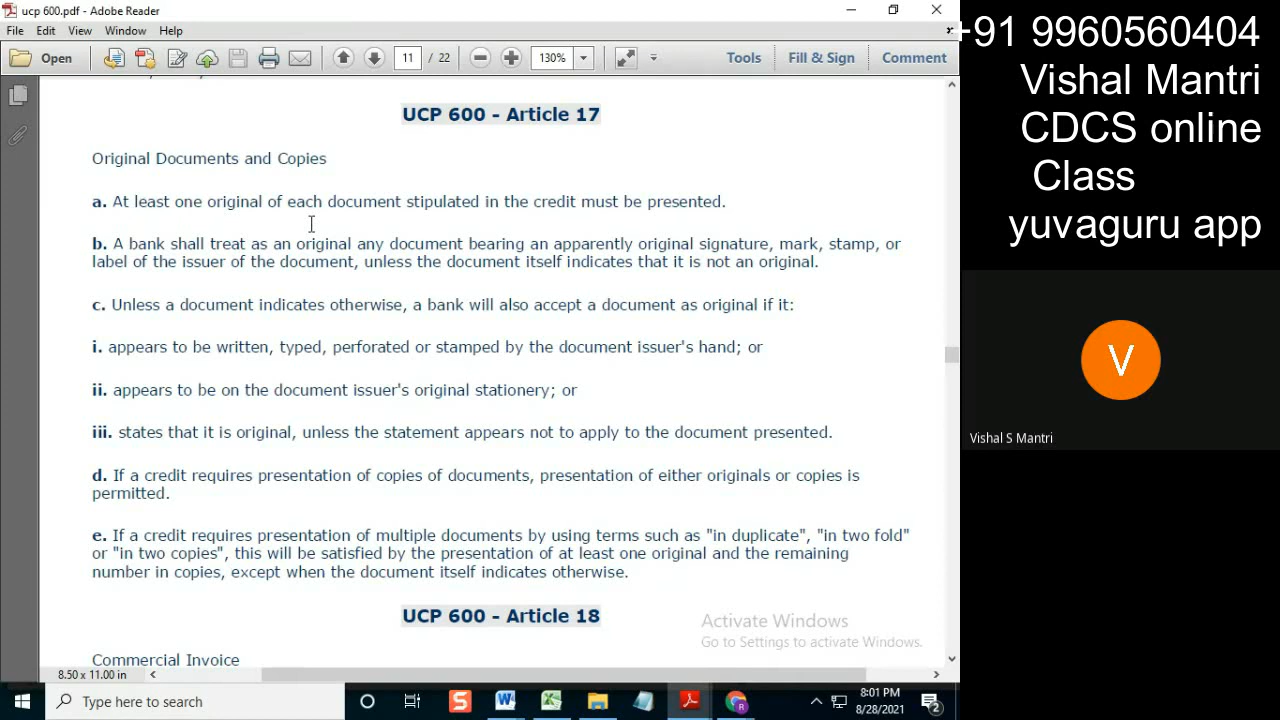 ucp 600.pdf - Adobe Reader
File Edit View Window Help
Open 11 / 22 130% Tools Fill & Sign Comment
UCP 600 - Article 17
Original Documents and Copies
a. At least one original of each document stipulated in the credit must be presented.
b. A bank shall treat as an original any document bearing an apparently original signature, mark, stamp, or
label of the issuer of the document, unless the document itself indicates that it is not an original.
c. Unless a document indicates otherwise, a bank will also accept a document as original if it:
i. appears to be written, typed, perforated or stamped by the document issuer's hand; or
ii. appears to be on the document issuer's original stationery; or
iii. states that it is original, unless the statement appears not to apply to the document presented.
d. If a credit requires presentation of copies of documents, presentation of either originals or copies is
permitted.
e. If a credit requires presentation of multiple documents by using terms such as "in duplicate", "in two fold"
or "in two copies", this will be satisfied by the presentation of at least one original and the remaining
number in copies, except when the document itself indicates otherwise.
UCP 600 - Article 18
Commercial Invoice
Activate Windows
Go to Settings to activate Windows.
8.50 x 11.00 in
Type here to search
8:01 PM
8/28/2021
2
+91 9960560404
Vishal Mantri
CDCS online
Class
yuvaguru app
V
Vishal S Mantri